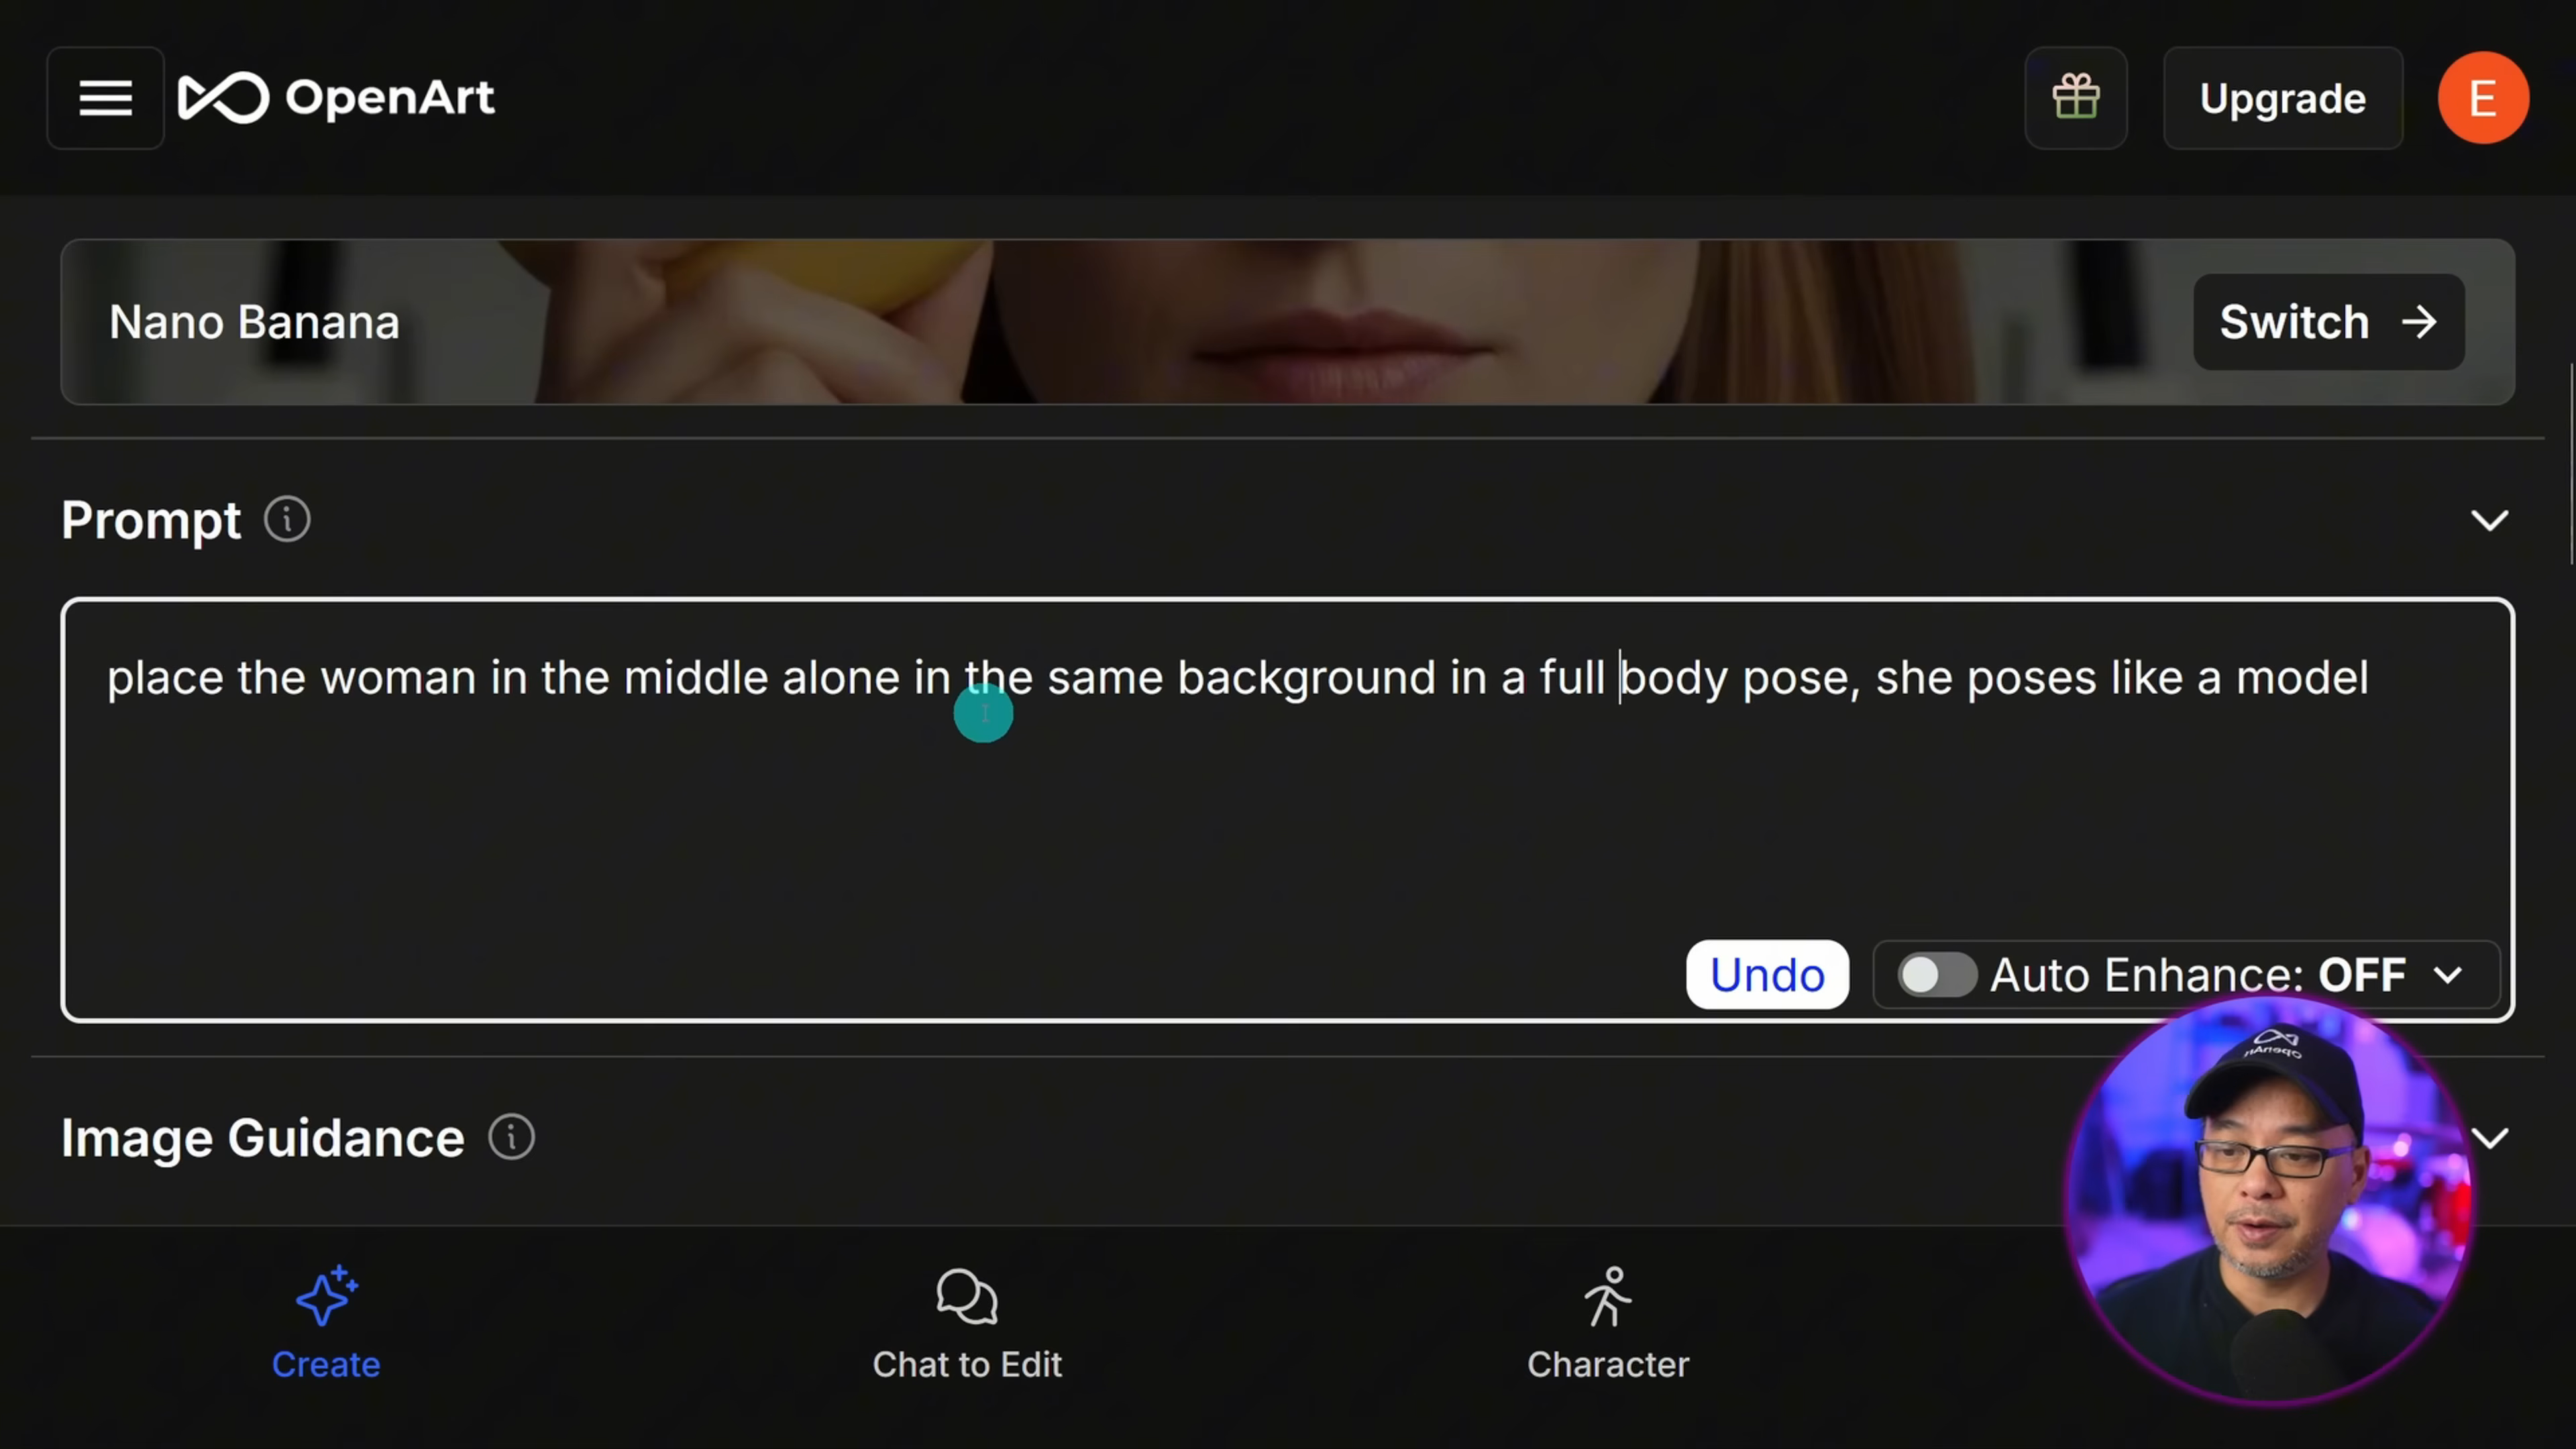 OpenArt
Upgrade
E
Nano Banana
Switch
Prompt
place the woman in the middle alone in the same background in a full body pose, she poses like a model
Undo
Auto Enhance: OFF
Image Guidance
OpenArt
Create
Chat to Edit
Character